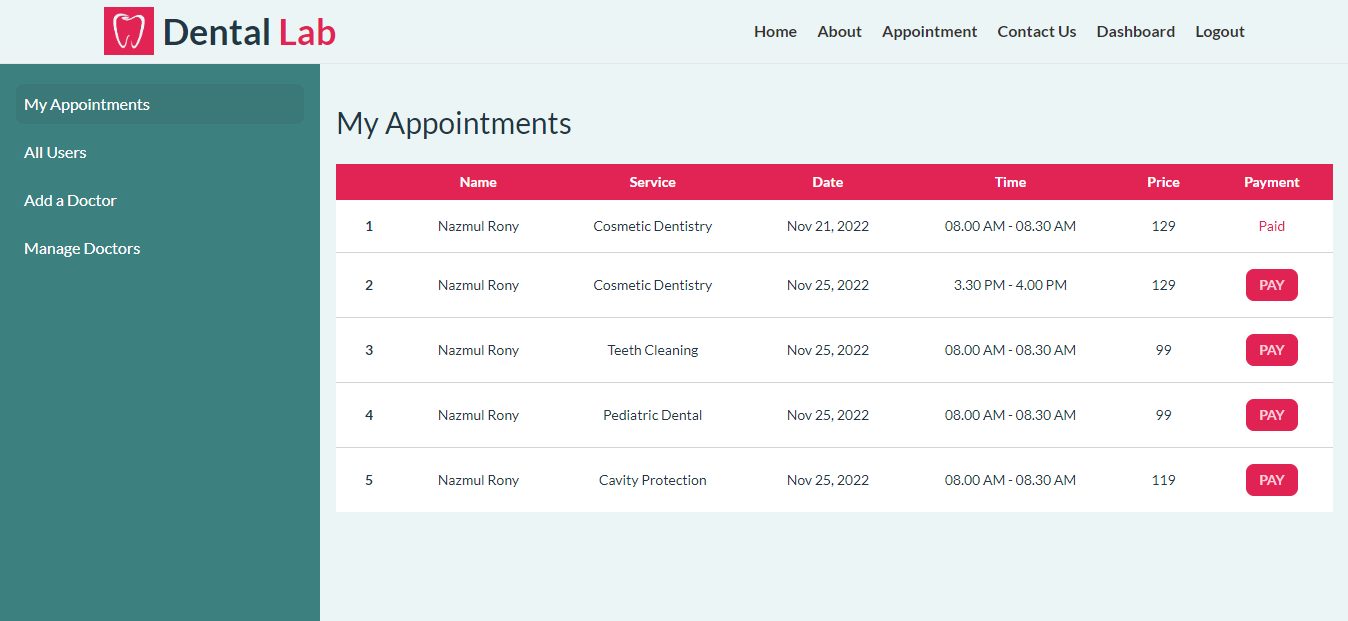 Dental Lab
Home About Appointment Contact Us Dashboard Logout
My Appointments
All Users
Add a Doctor
Manage Doctors
My Appointments
Name Service Date Time Price Payment
1 Nazmul Rony Cosmetic Dentistry Nov 21, 2022 08.00 AM - 08.30 AM 129 Paid
2 Nazmul Rony Cosmetic Dentistry Nov 25, 2022 3.30 PM - 4.00 PM 129 PAY
3 Nazmul Rony Teeth Cleaning Nov 25, 2022 08.00 AM - 08.30 AM 99 PAY
4 Nazmul Rony Pediatric Dental Nov 25, 2022 08.00 AM - 08.30 AM 99 PAY
5 Nazmul Rony Cavity Protection Nov 25, 2022 08.00 AM - 08.30 AM 119 PAY